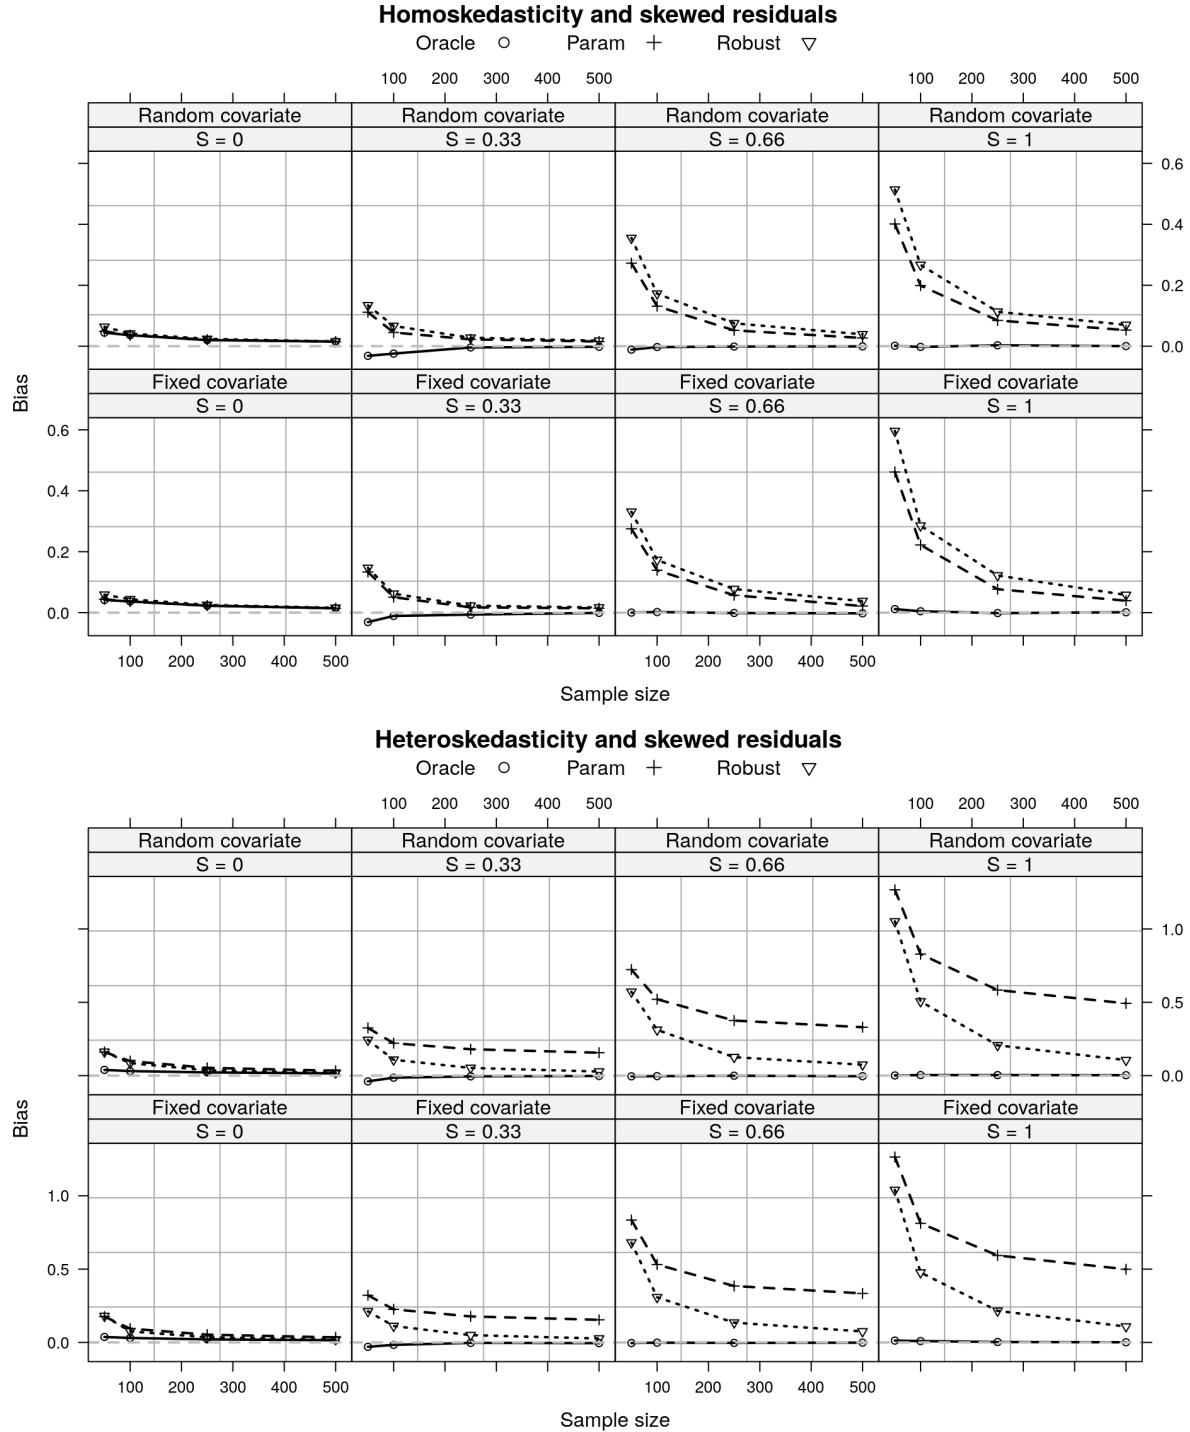 Homoskedasticity and skewed residuals
Oracle Param Robust
100 200 300 400 500 100 200 300 400 500
Random covariate Random covariate Random covariate Random covariate
S = 0 S = 0.33 S = 0.66 S = 1
0.6
0.4
0.2
0.0
Bias
Fixed covariate Fixed covariate Fixed covariate Fixed covariate
S = 0 S = 0.33 S = 0.66 S = 1
0.6
0.4
0.2
0.0
100 200 300 400 500 100 200 300 400 500
Sample size
Heteroskedasticity and skewed residuals
Oracle Param Robust
100 200 300 400 500 100 200 300 400 500
Random covariate Random covariate Random covariate Random covariate
S = 0 S = 0.33 S = 0.66 S = 1
1.0
0.5
0.0
Bias
Fixed covariate Fixed covariate Fixed covariate Fixed covariate
S = 0 S = 0.33 S = 0.66 S = 1
1.0
0.5
0.0
100 200 300 400 500 100 200 300 400 500
Sample size